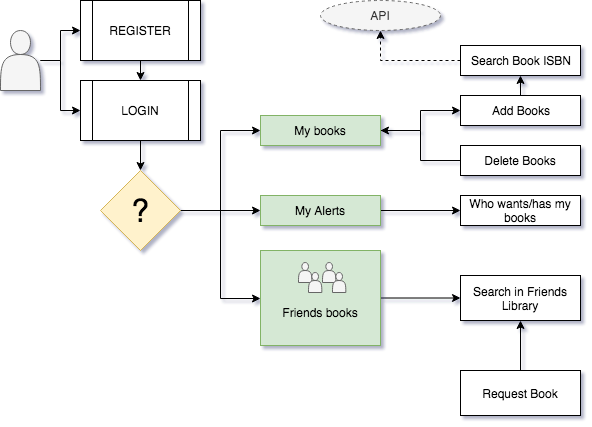 REGISTER
API
Search Book ISBN
LOGIN
Add Books
My books
Delete Books
?
My Alerts
Who wants/has my
books
Friends books
Search in Friends
Library
Request Book